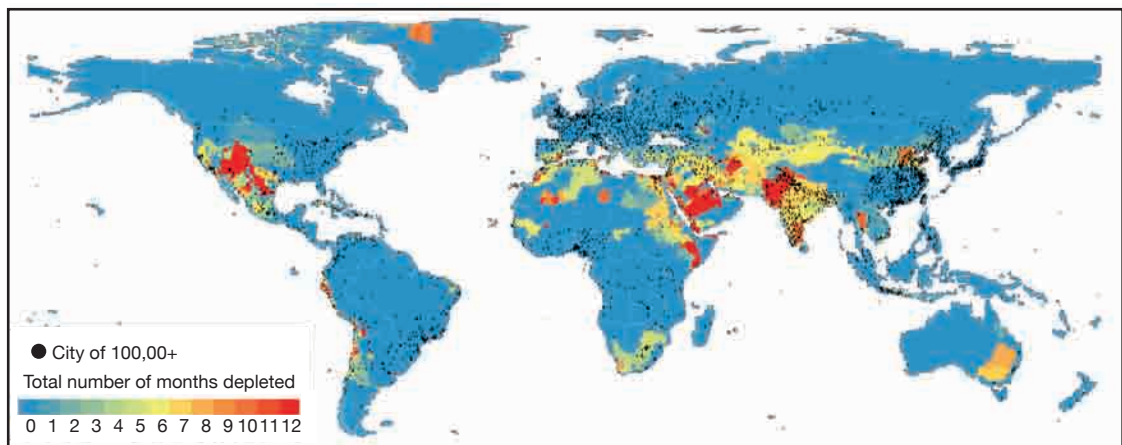 City of 100,00+
Total number of months depleted
0 1 2 3 4 5 6 7 8 9 10 11 12